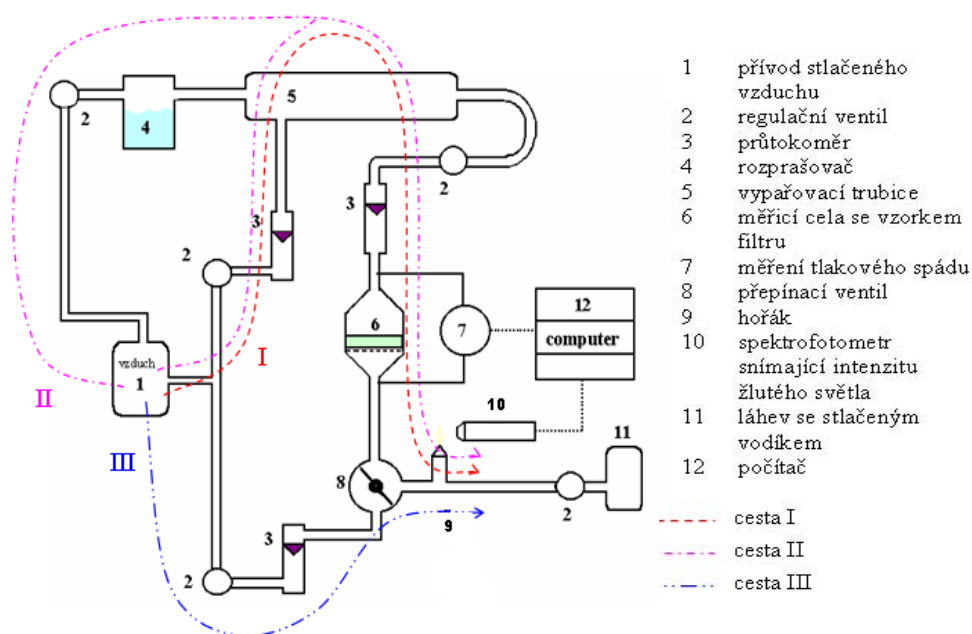 5
2
4
3
3
2
2
6
7
12
computer
vzduch
1
I
II
III
10
11
8
2
9
3
2
1 přívod stlačeného
vzduchu
2 regulační ventil
3 průtokoměr
4 rozprašovač
5 vypařovací trubice
6 měřicí cela se vzorkem
filtru
7 měření tlakového spádu
8 přepínací ventil
9 hořák
10 spektrofotometr
snímající intenzitu
žlutého světla
11 láhev se stlačeným
vodíkem
12 počítač
cesta I
cesta II
cesta III